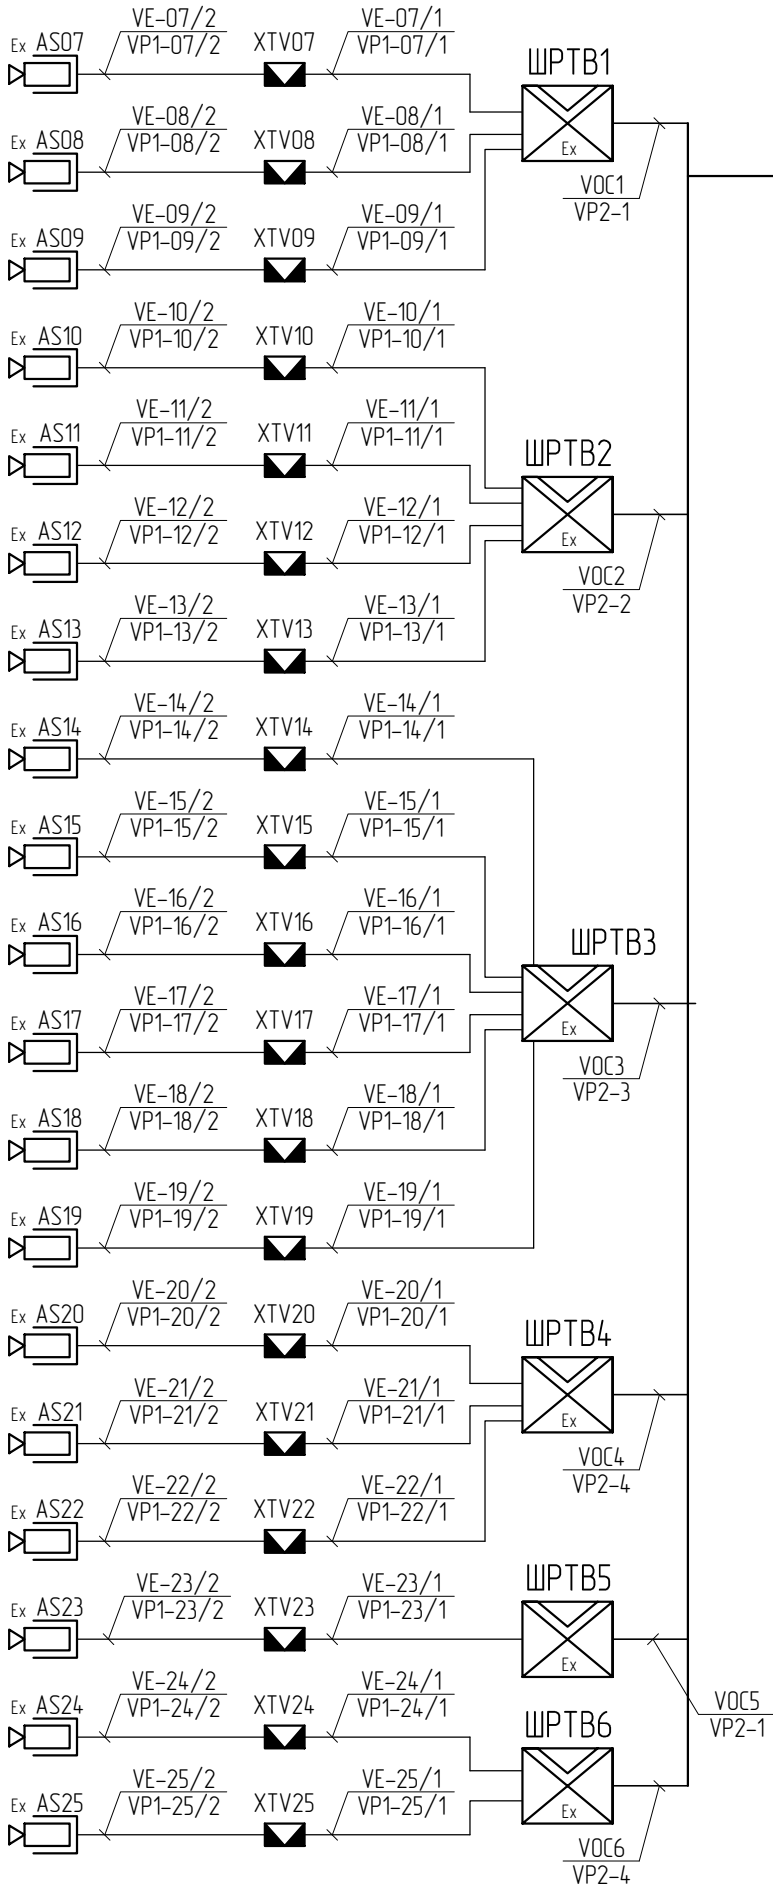 VE-07/2
VE-07/1
Ex AS07
VP1-07/2
XTV07
VP1-07/1
ШРТВ1
VE-08/2
VE-08/1
Ex AS08
VP1-08/2
XTV08
VP1-08/1
Ex
VOC1
VP2-1
VE-09/2
VE-09/1
Ex AS09
VP1-09/2
XTV09
VP1-09/1
VE-10/2
VE-10/1
Ex AS10
VP1-10/2
XTV10
VP1-10/1
VE-11/2
VE-11/1
Ex AS11
VP1-11/2
XTV11
VP1-11/1
ШРТВ2
VE-12/2
VE-12/1
Ex AS12
VP1-12/2
XTV12
VP1-12/1
Ex
VOC2
VP2-2
VE-13/2
VE-13/1
Ex AS13
VP1-13/2
XTV13
VP1-13/1
VE-14/2
VE-14/1
Ex AS14
VP1-14/2
XTV14
VP1-14/1
VE-15/2
VE-15/1
Ex AS15
VP1-15/2
XTV15
VP1-15/1
VE-16/2
VE-16/1
Ex AS16
VP1-16/2
XTV16
VP1-16/1
ШРТВ3
VE-17/2
VE-17/1
Ex AS17
VP1-17/2
XTV17
VP1-17/1
Ex
VOC3
VP2-3
VE-18/2
VE-18/1
Ex AS18
VP1-18/2
XTV18
VP1-18/1
VE-19/2
VE-19/1
Ex AS19
VP1-19/2
XTV19
VP1-19/1
VE-20/2
VE-20/1
Ex AS20
VP1-20/2
XTV20
VP1-20/1
ШРТВ4
VE-21/2
VE-21/1
Ex AS21
VP1-21/2
XTV21
VP1-21/1
Ex
VOC4
VP2-4
VE-22/2
VE-22/1
Ex AS22
VP1-22/2
XTV22
VP1-22/1
VE-23/2
VE-23/1
Ex AS23
VP1-23/2
XTV23
VP1-23/1
ШРТВ5
Ex
VOC5
VP2-1
VE-24/2
VE-24/1
Ex AS24
VP1-24/2
XTV24
VP1-24/1
ШРТВ6
VE-25/2
VE-25/1
Ex AS25
VP1-25/2
XTV25
VP1-25/1
Ex
VOC6
VP2-4